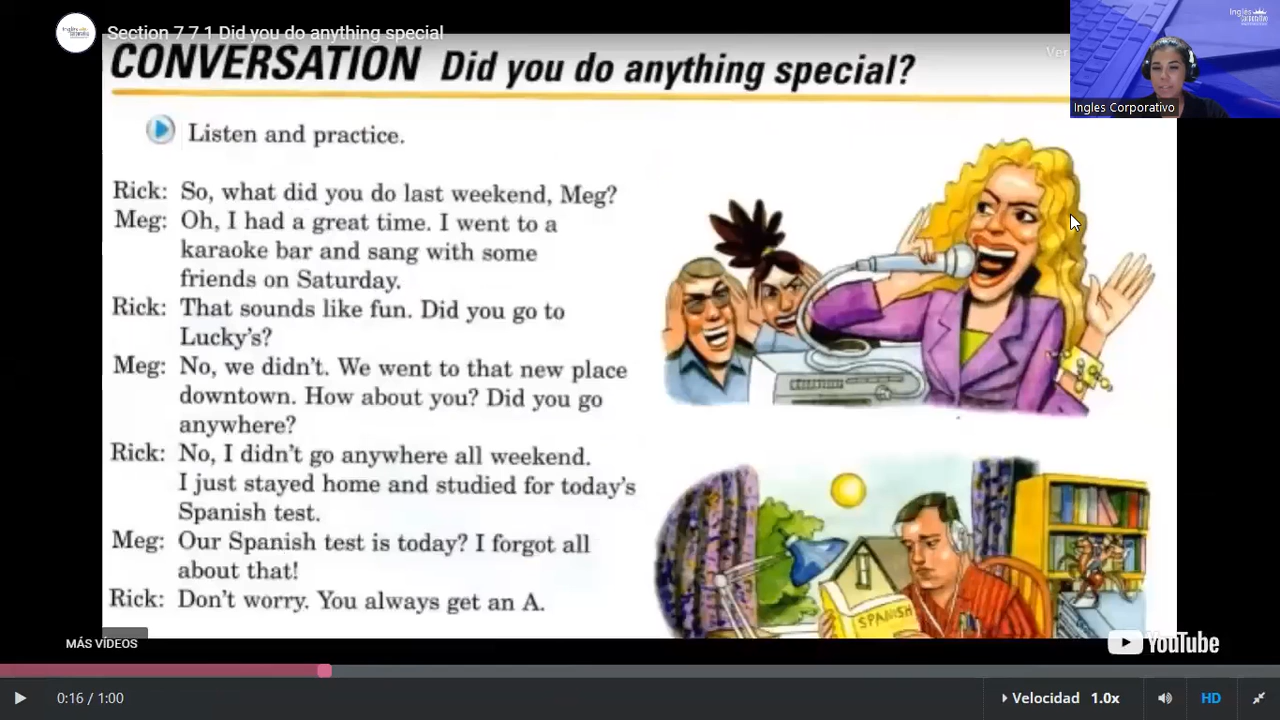 Section 7 7 1 Did you do anything special
CONVERSATION Did you do anything special?
Ver
Inglés
Corporativo
Ingles Corporativo
Listen and practice.
Rick: So, what did you do last weekend, Meg?
Meg: Oh, I had a great time. I went to a
karaoke bar and sang with some
friends on Saturday.
Rick: That sounds like fun. Did you go to
Lucky's?
Meg: No, we didn't. We went to that new place
downtown. How about you? Did you go
anywhere?
Rick: No, I didn't go anywhere all weekend.
I just stayed home and studied for today's
Spanish test.
Meg: Our Spanish test is today? I forgot all
about that!
Rick: Don't worry. You always get an A.
SPANISH
MÁS VÍDEOS
YouTube
0:16 / 1:00
Velocidad 1.0x
HD